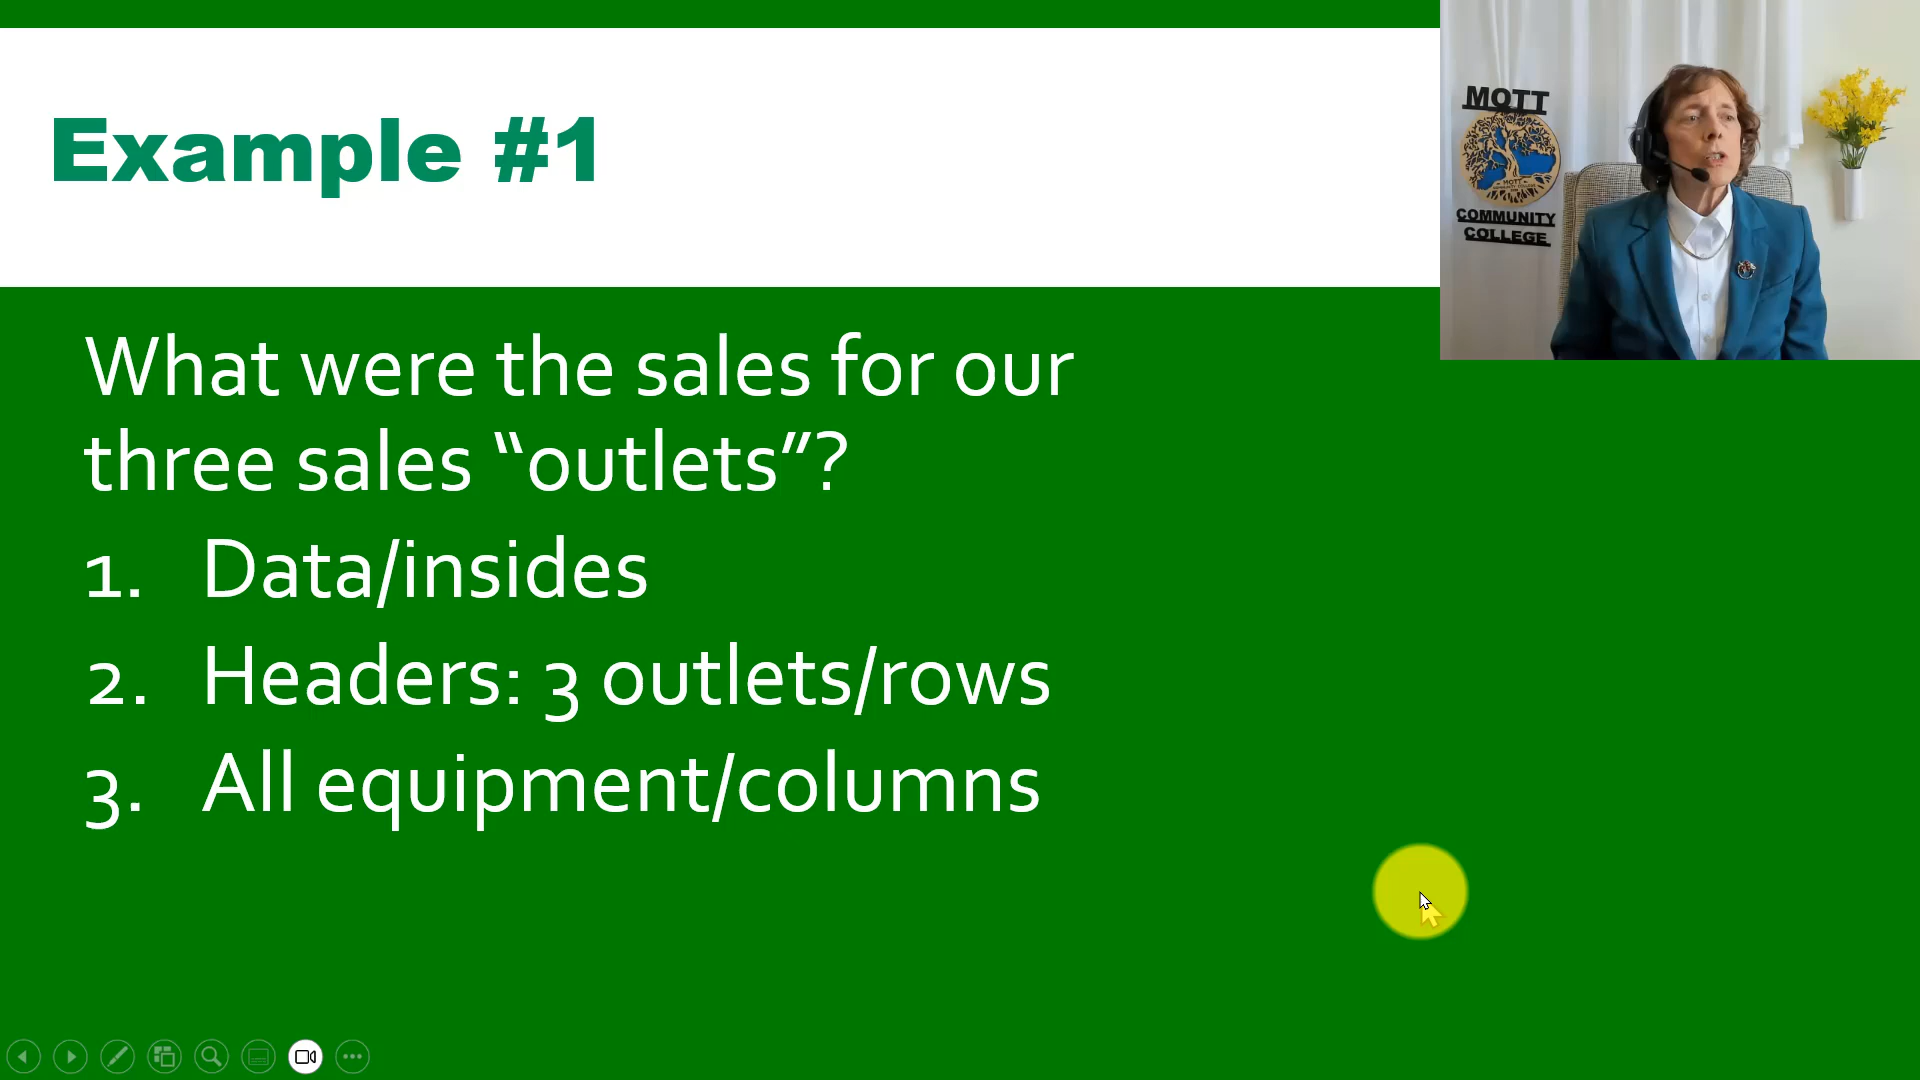 Example #1
MOTT
MOTT
COMMUNITY
COLLEGE
What were the sales for our
three sales “outlets”?
1. Data/insides
2. Headers: 3 outlets/rows
3. All equipment/columns